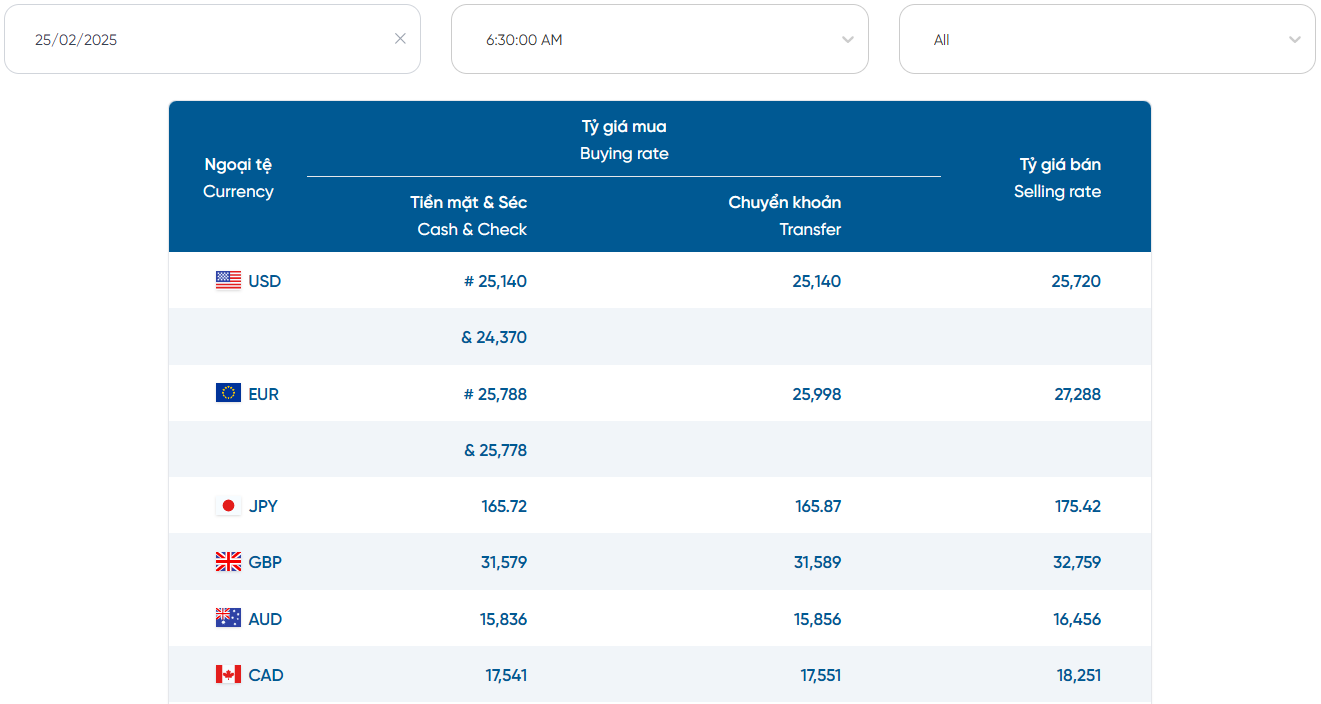 25/02/2025
6:30:00 AM
All
Ngoại tệ
Currency
Tỷ giá mua
Buying rate
Tiền mặt & Séc
Cash & Check
Chuyển khoản
Transfer
Tỷ giá bán
Selling rate
USD # 25,140 25,140 25,720
& 24,370
EUR # 25,788 25,998 27,288
& 25,778
JPY 165.72 165.87 175.42
GBP 31,579 31,589 32,759
AUD 15,836 15,856 16,456
CAD 17,541 17,551 18,251